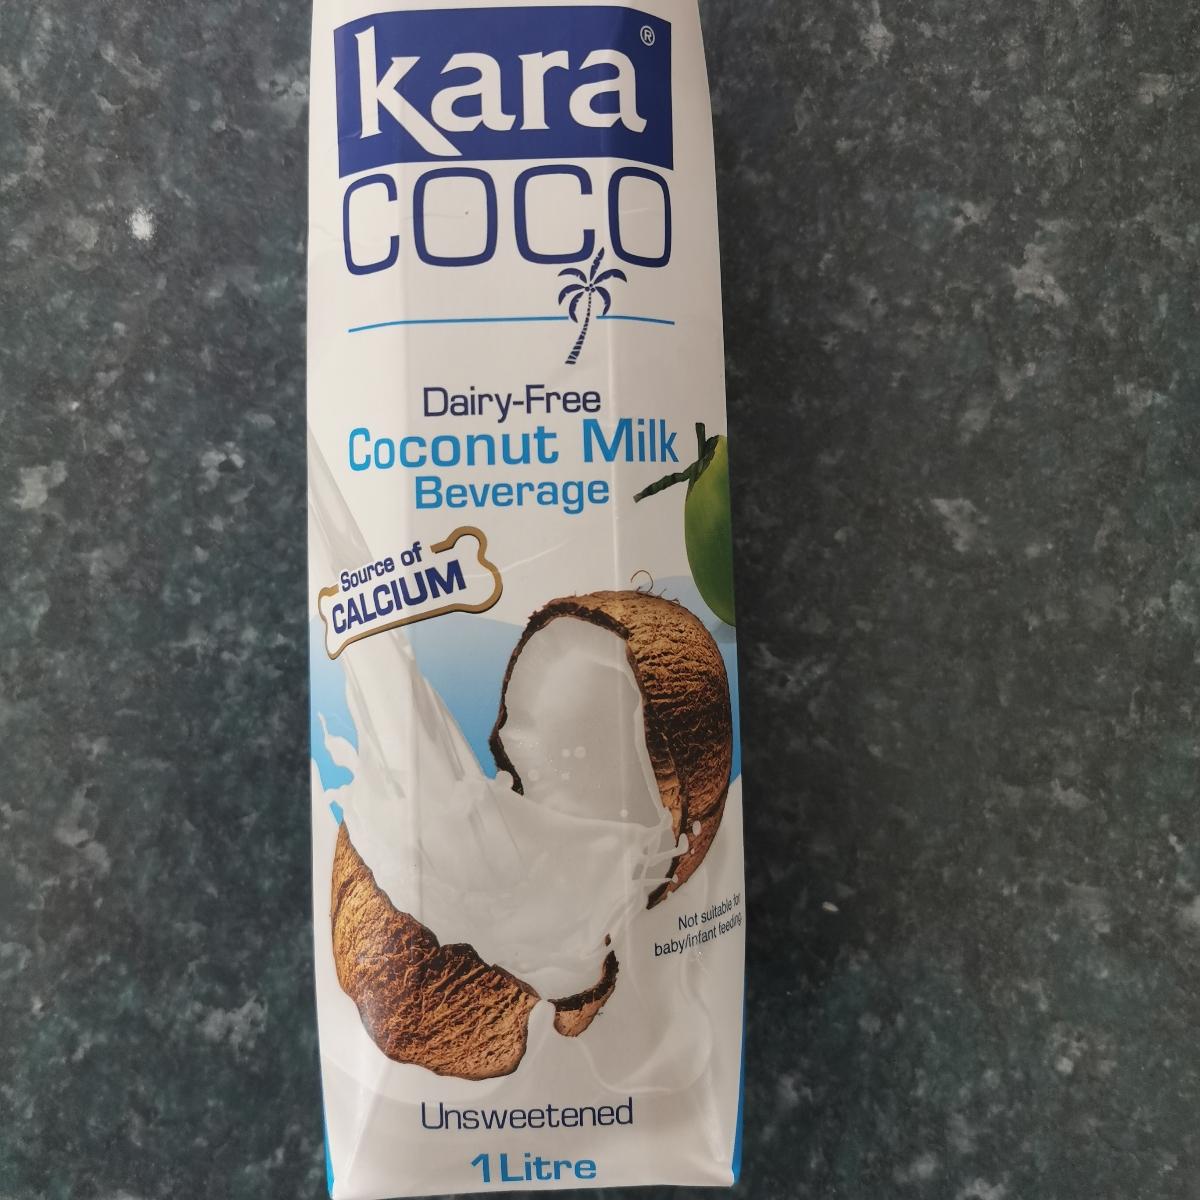 kara®
COCO
Dairy-Free
Coconut Milk
Beverage
Source of
CALCIUM
Not suitable for
baby/infant feeding
Unsweetened
1 Litre